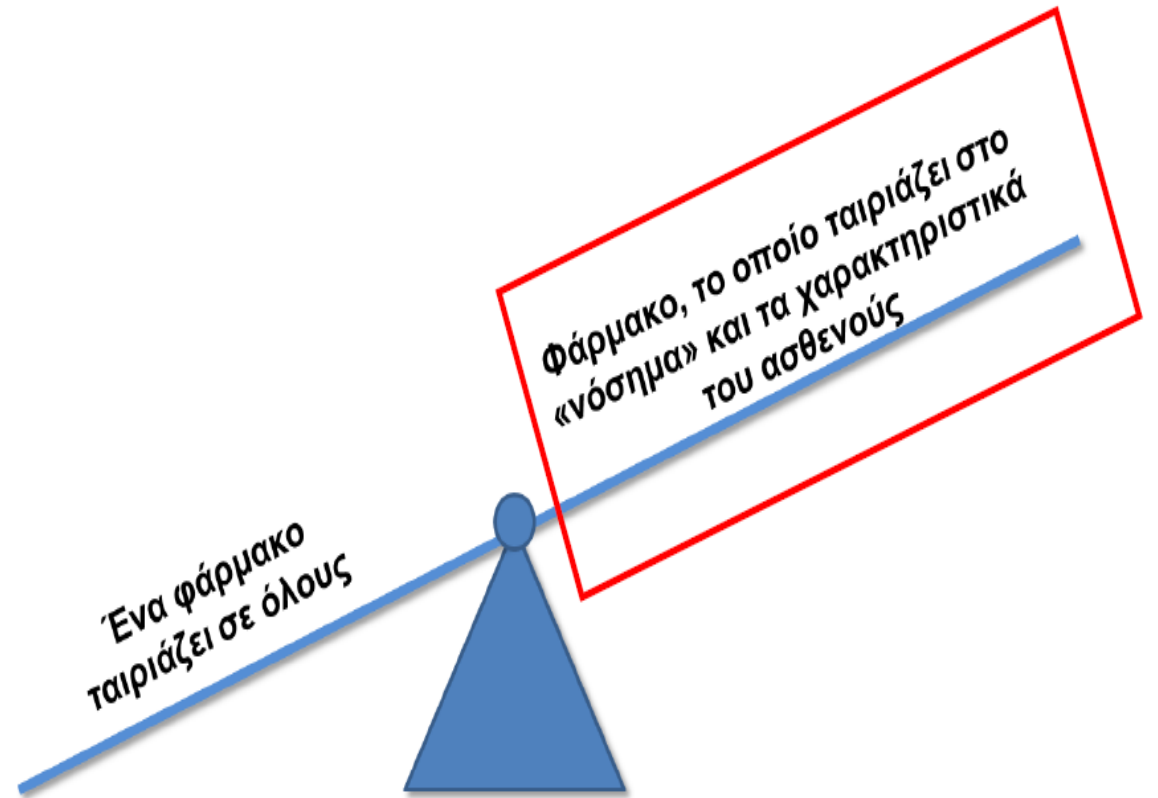 Ένα φάρμακο
ταιριάζει σε όλους
Φάρμακο, το οποίο ταιριάζει στο
«νόσημα» και τα χαρακτηριστικά
του ασθενούς